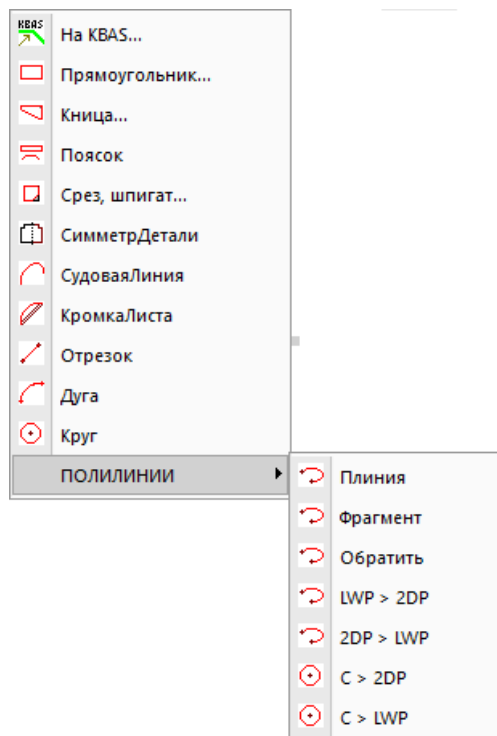 KBAS
На KBAS...
Прямоугольник...
Кница...
Поясок
Срез, шпигат...
СимметрДетали
СудоваяЛиния
КромкаЛиста
Отрезок
Дуга
Круг
ПОЛИЛИНИИ
Плиния
Фрагмент
Обратить
LWP > 2DP
2DP > LWP
C > 2DP
C > LWP